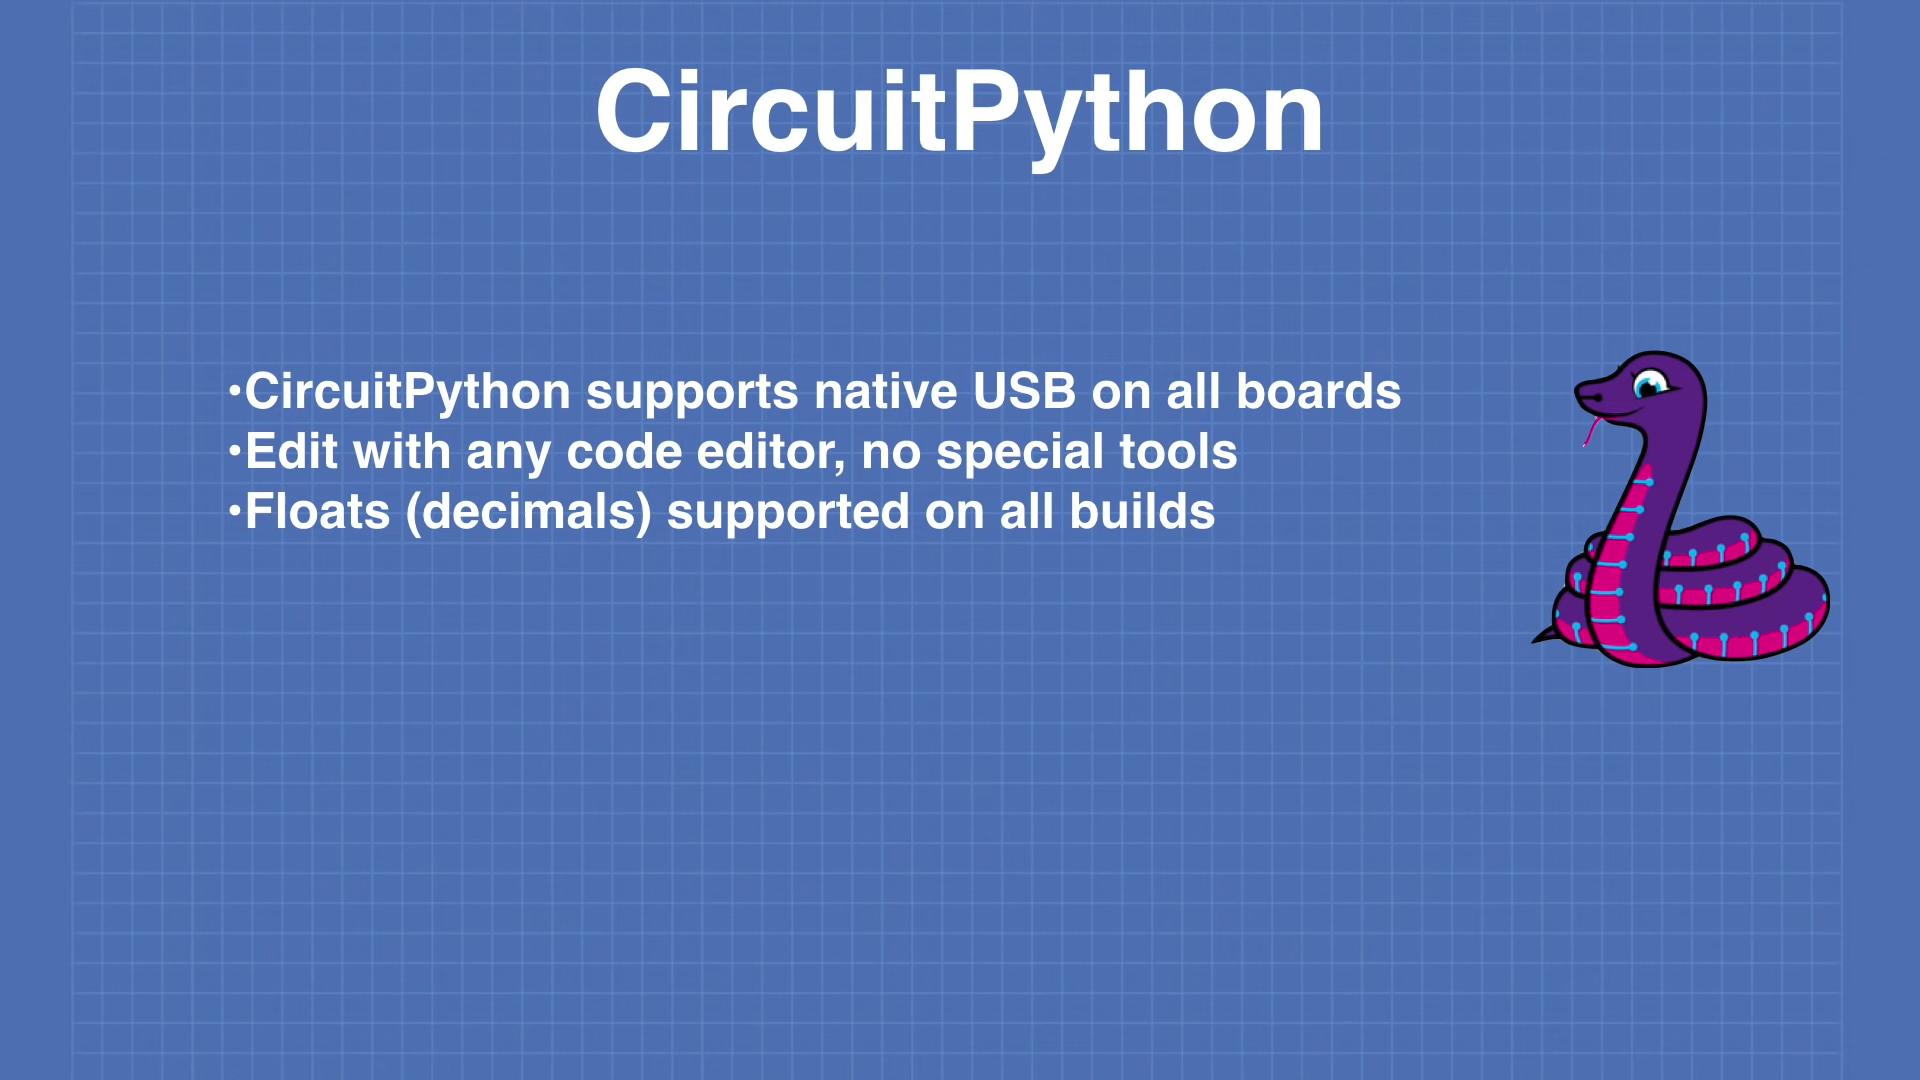 CircuitPython
•CircuitPython supports native USB on all boards
•Edit with any code editor, no special tools
•Floats (decimals) supported on all builds